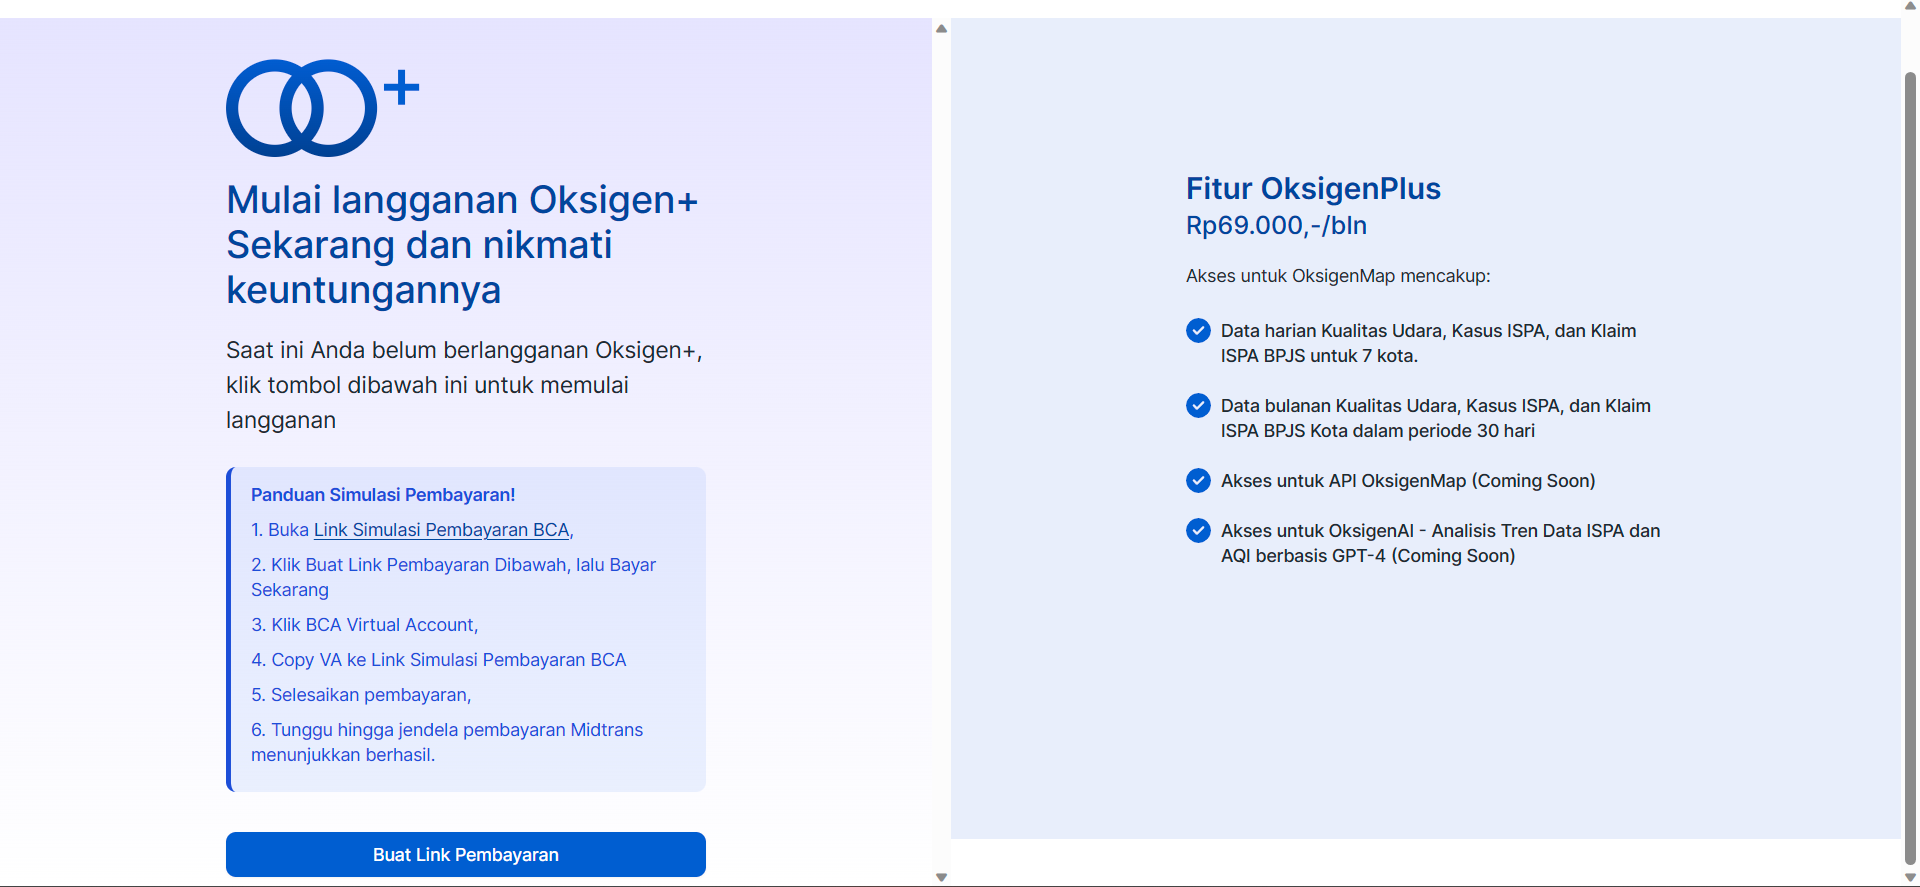 Mulai langganan Oksigen+
Sekarang dan nikmati
keuntungannya
Saat ini Anda belum berlangganan Oksigen+,
klik tombol dibawah ini untuk memulai
langganan
Panduan Simulasi Pembayaran!
1. Buka Link Simulasi Pembayaran BCA,
2. Klik Buat Link Pembayaran Dibawah, lalu Bayar
Sekarang
3. Klik BCA Virtual Account,
4. Copy VA ke Link Simulasi Pembayaran BCA
5. Selesaikan pembayaran,
6. Tunggu hingga jendela pembayaran Midtrans
menunjukkan berhasil.
Buat Link Pembayaran
Fitur OksigenPlus
Rp69.000,-/bln
Akses untuk OksigenMap mencakup:
Data harian Kualitas Udara, Kasus ISPA, dan Klaim
ISPA BPJS untuk 7 kota.
Data bulanan Kualitas Udara, Kasus ISPA, dan Klaim
ISPA BPJS Kota dalam periode 30 hari
Akses untuk API OksigenMap (Coming Soon)
Akses untuk OksigenAI - Analisis Tren Data ISPA dan
AQI berbasis GPT-4 (Coming Soon)